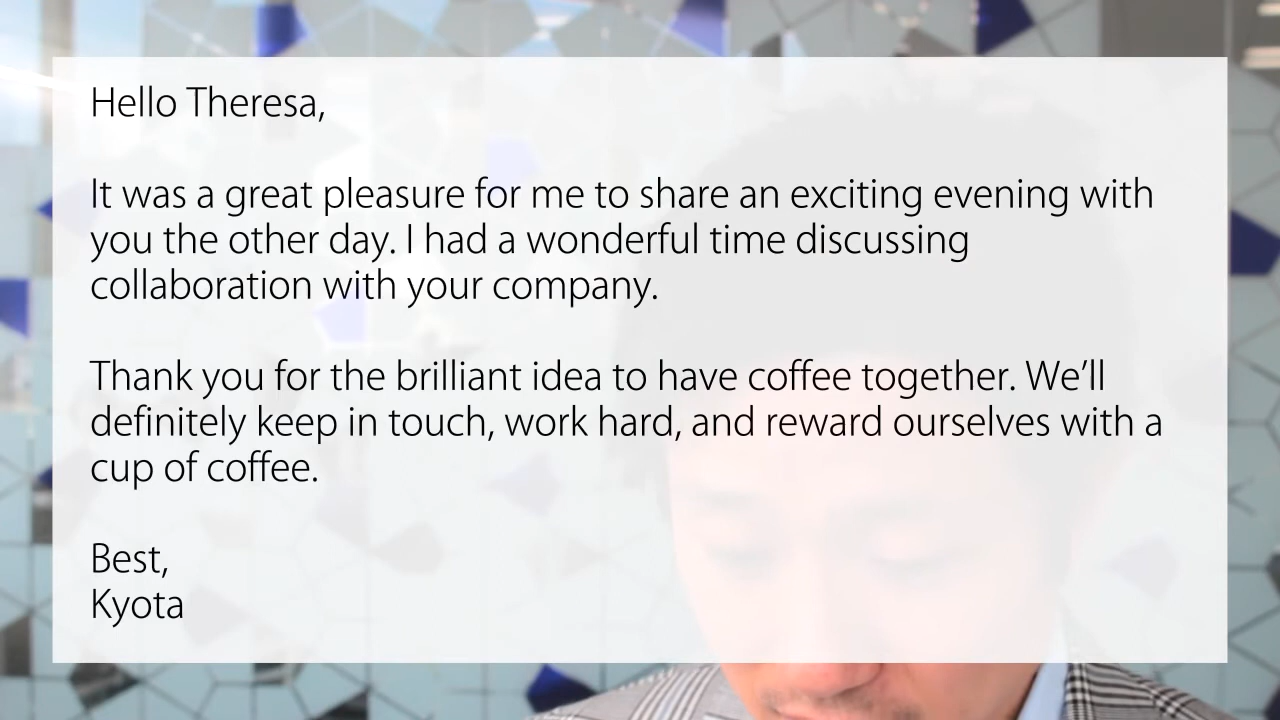 Hello Theresa,
It was a great pleasure for me to share an exciting evening with
you the other day. I had a wonderful time discussing
collaboration with your company.
Thank you for the brilliant idea to have coffee together. We’ll
definitely keep in touch, work hard, and reward ourselves with a
cup of coffee.
Best,
Kyota